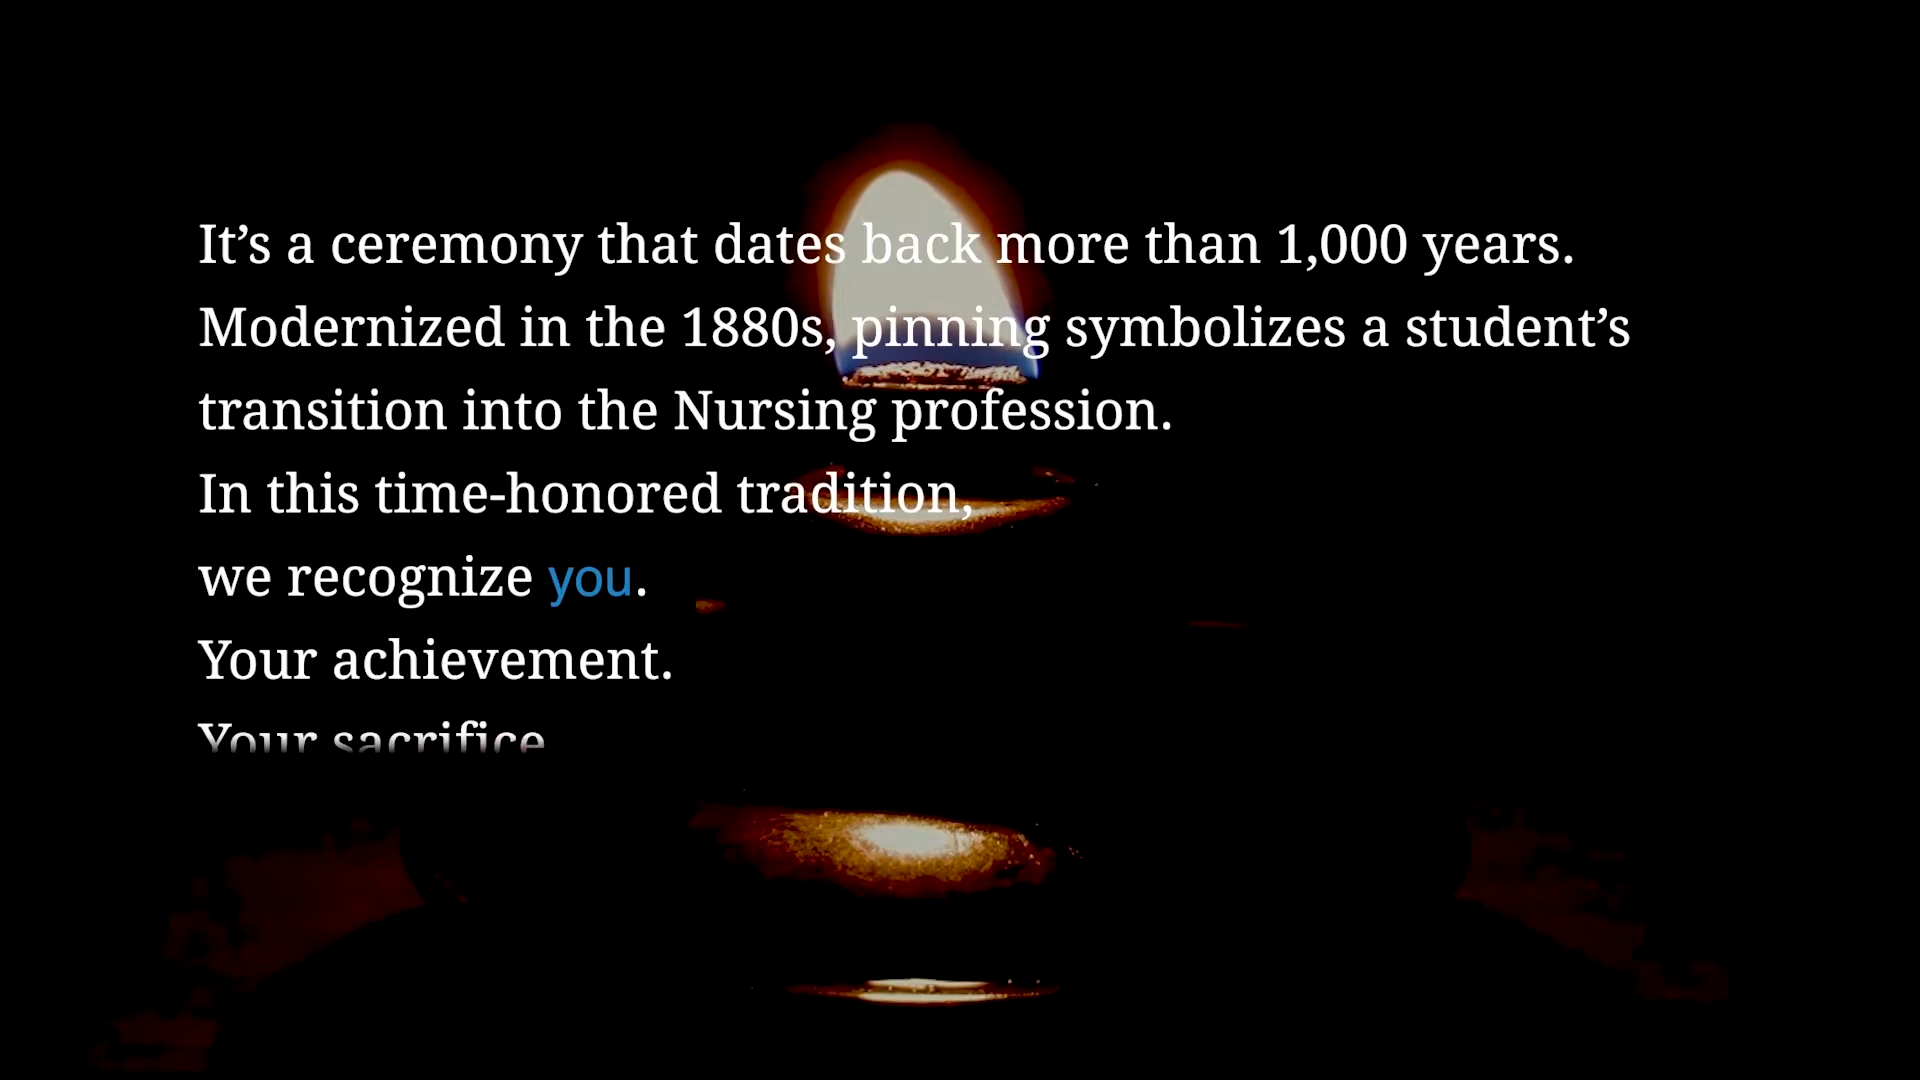 It’s a ceremony that dates back more than 1,000 years.
Modernized in the 1880s, pinning symbolizes a student’s
transition into the Nursing profession.
In this time-honored tradition,
we recognize you.
Your achievement.
Your sacrifice